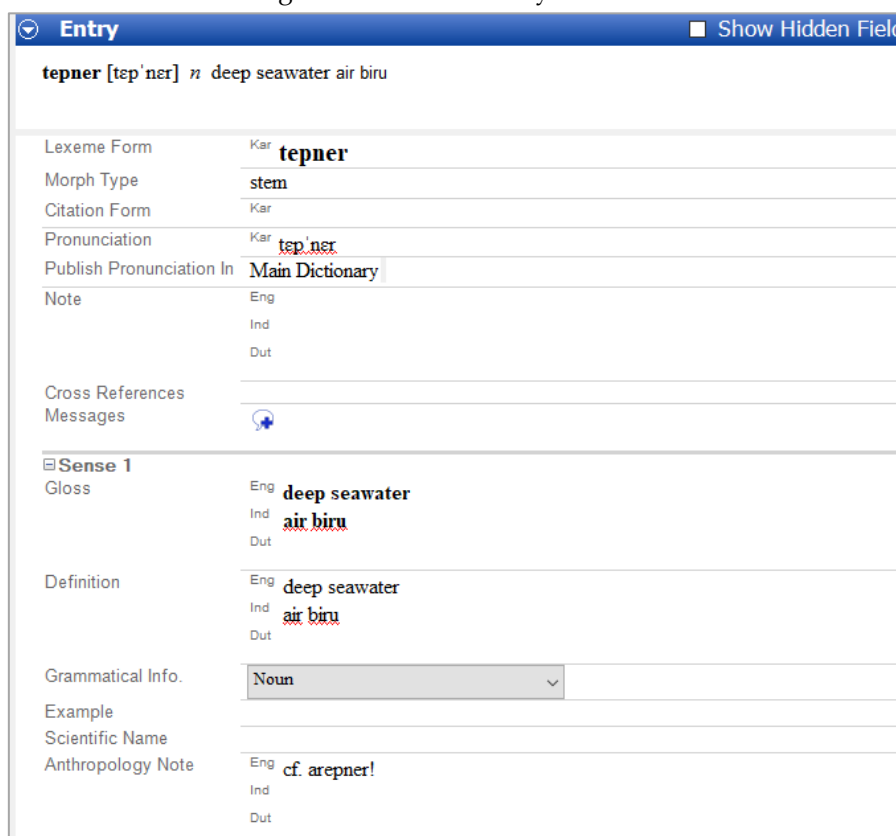 Entry Show Hidden Field
tepner [tɛpˈnɛr] n deep seawater air biru
Lexeme Form Kar tepner
Morph Type stem
Citation Form Kar
Pronunciation Kar tɛpˈnɛr
Publish Pronunciation In Main Dictionary
Note Eng
Ind
Dut
Cross References
Messages
Sense 1
Gloss Eng deep seawater
Ind air biru
Dut
Definition Eng deep seawater
Ind air biru
Dut
Grammatical Info. Noun
Example
Scientific Name
Anthropology Note Eng cf. arepner!
Ind
Dut